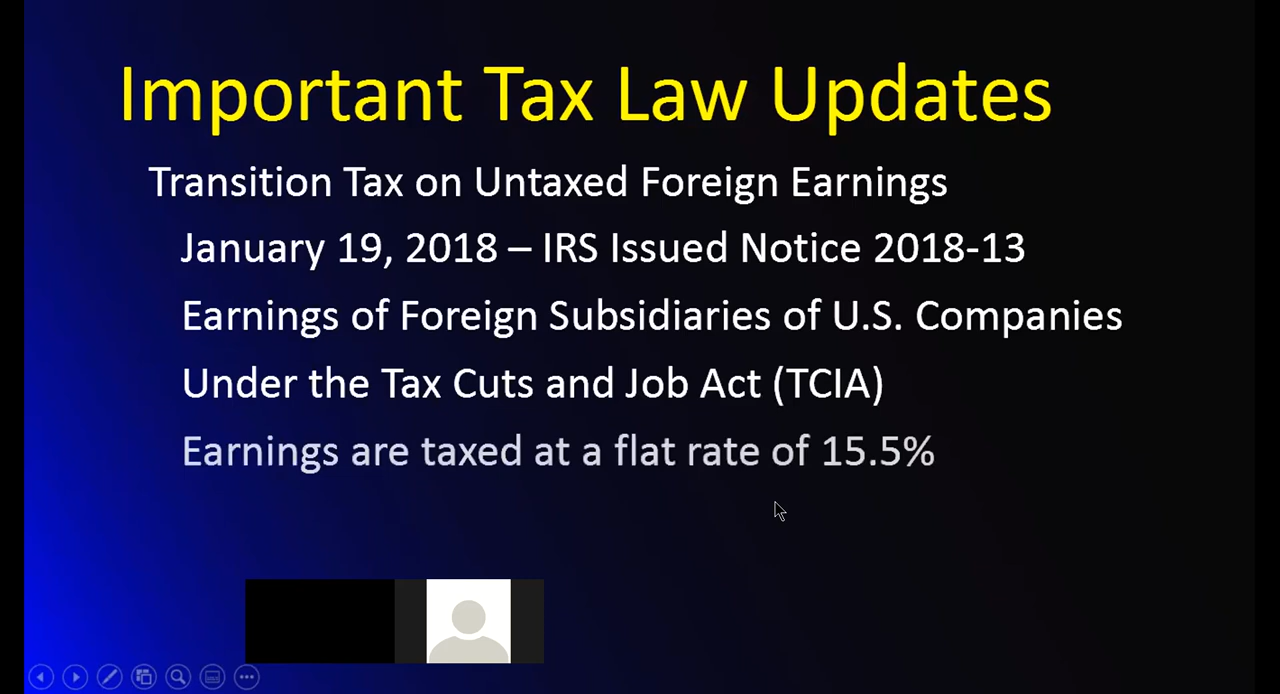 Important Tax Law Updates
Transition Tax on Untaxed Foreign Earnings
January 19, 2018 – IRS Issued Notice 2018-13
Earnings of Foreign Subsidiaries of U.S. Companies
Under the Tax Cuts and Job Act (TCIA)
Earnings are taxed at a flat rate of 15.5%